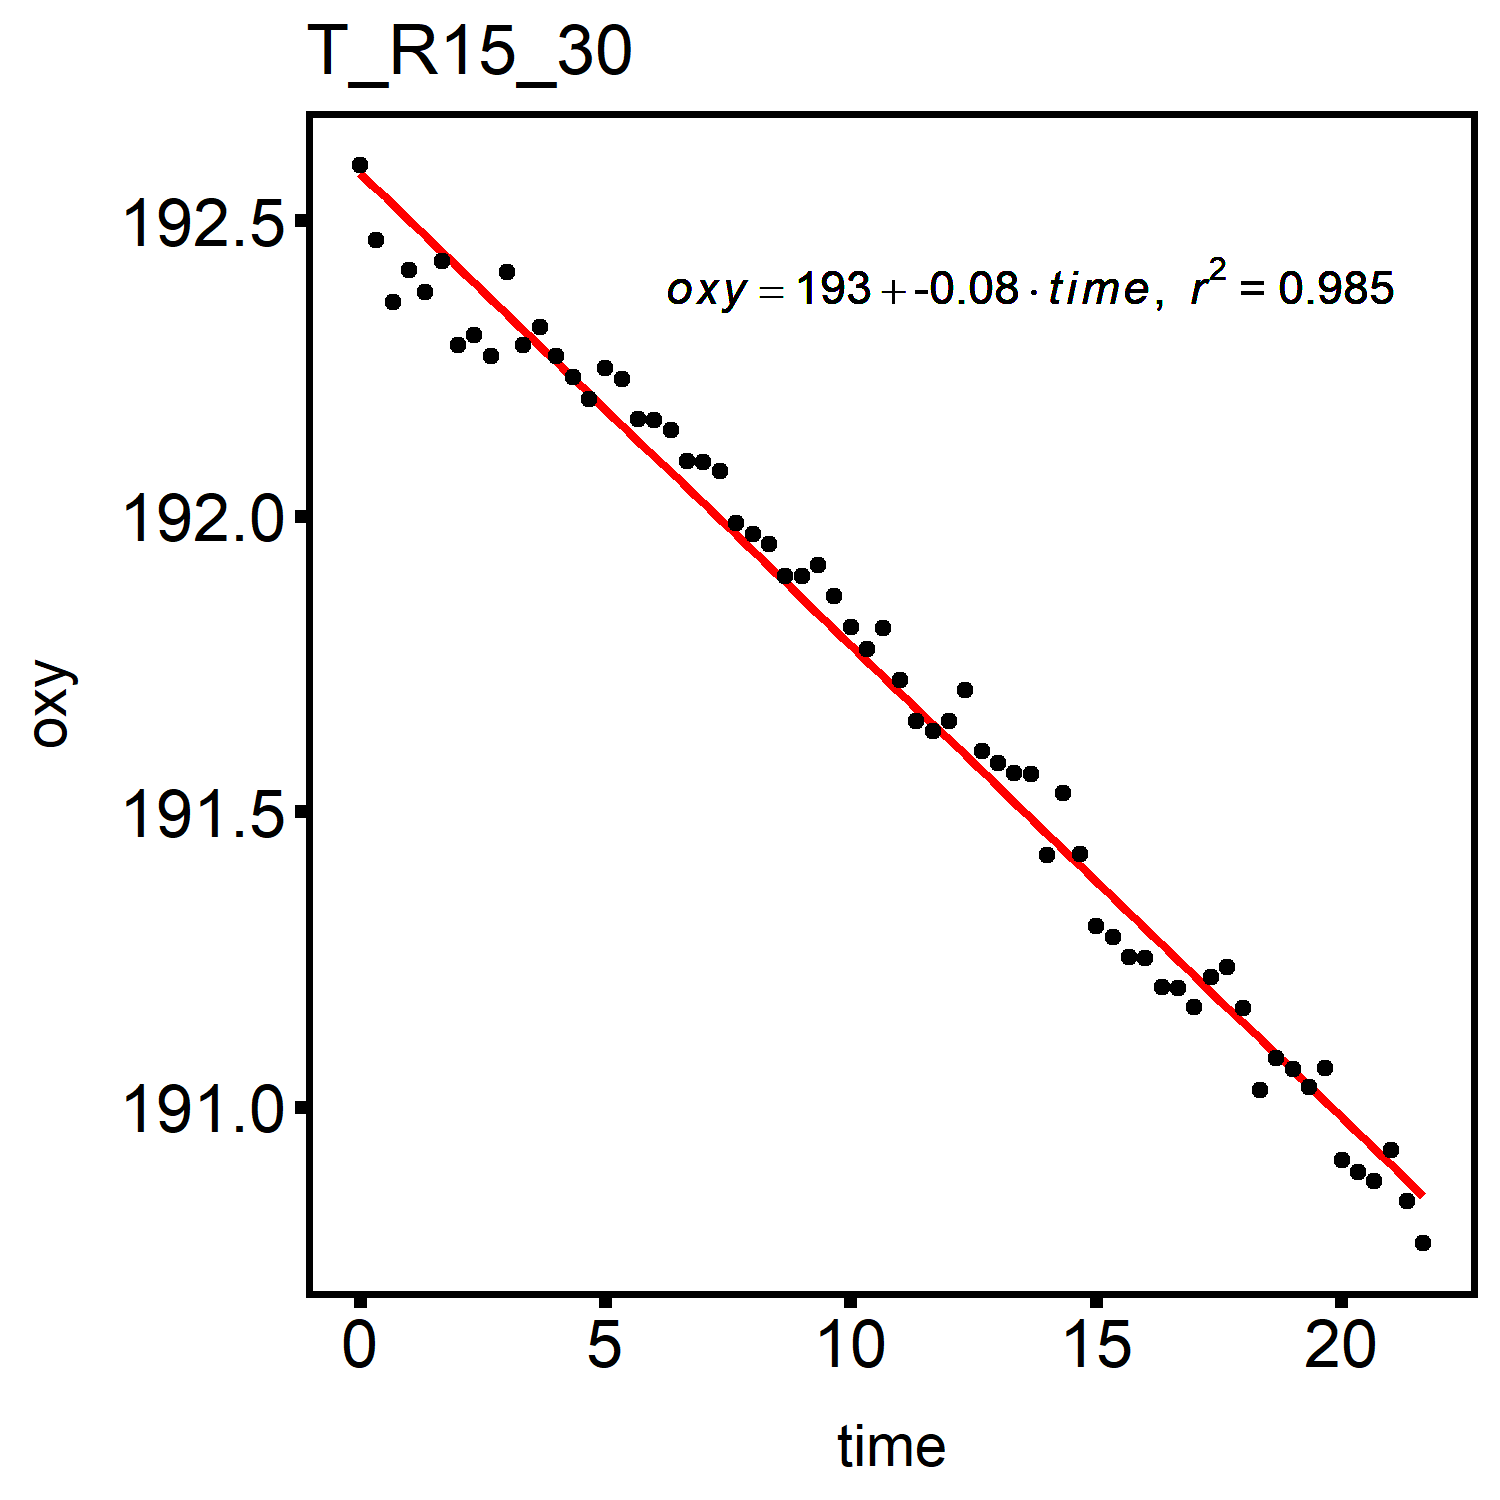 T_R15_30
192.5
192.0
191.5
191.0
oxy
oxy = 193 + -0.08 · time, r² = 0.985
0 5 10 15 20
time